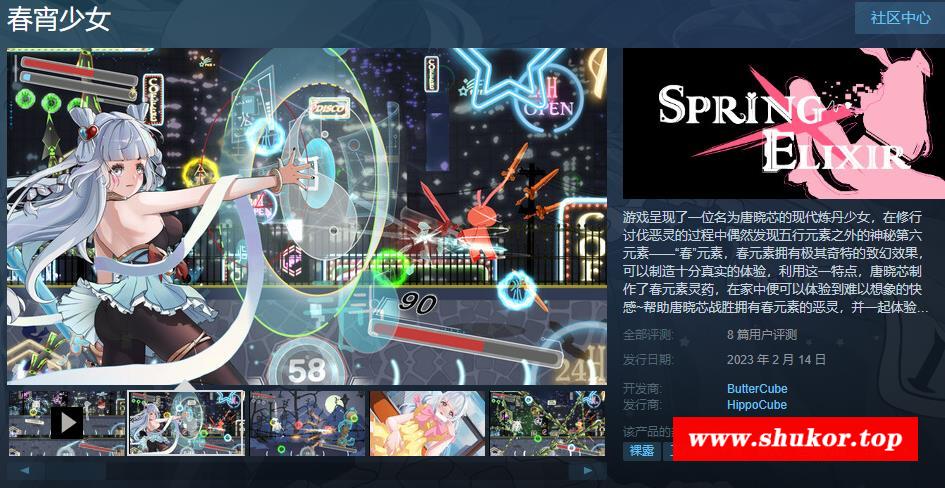 春宵少女
社区中心
COFFEE
COFFEE
DISCO
OPEN
90
58
24H
SPRING
ELIXIR
游戏呈现了一位名为唐晓芯的现代炼丹少女，在修行
讨伐恶灵的过程中偶然发现五行元素之外的神秘第六
元素——“春”元素，春元素拥有极其奇特的致幻效果，
可以制造十分真实的体验，利用这一特点，唐晓芯制
作了春元素灵药，在家中便可以体验到难以想象的快
感~帮助唐晓芯战胜拥有春元素的恶灵，并一起体验...
全部评测: 8 篇用户评测
发行日期: 2023 年 2 月 14 日
开发商: ButterCube
发行商: HippoCube
该产品的
裸露
www.shukor.top